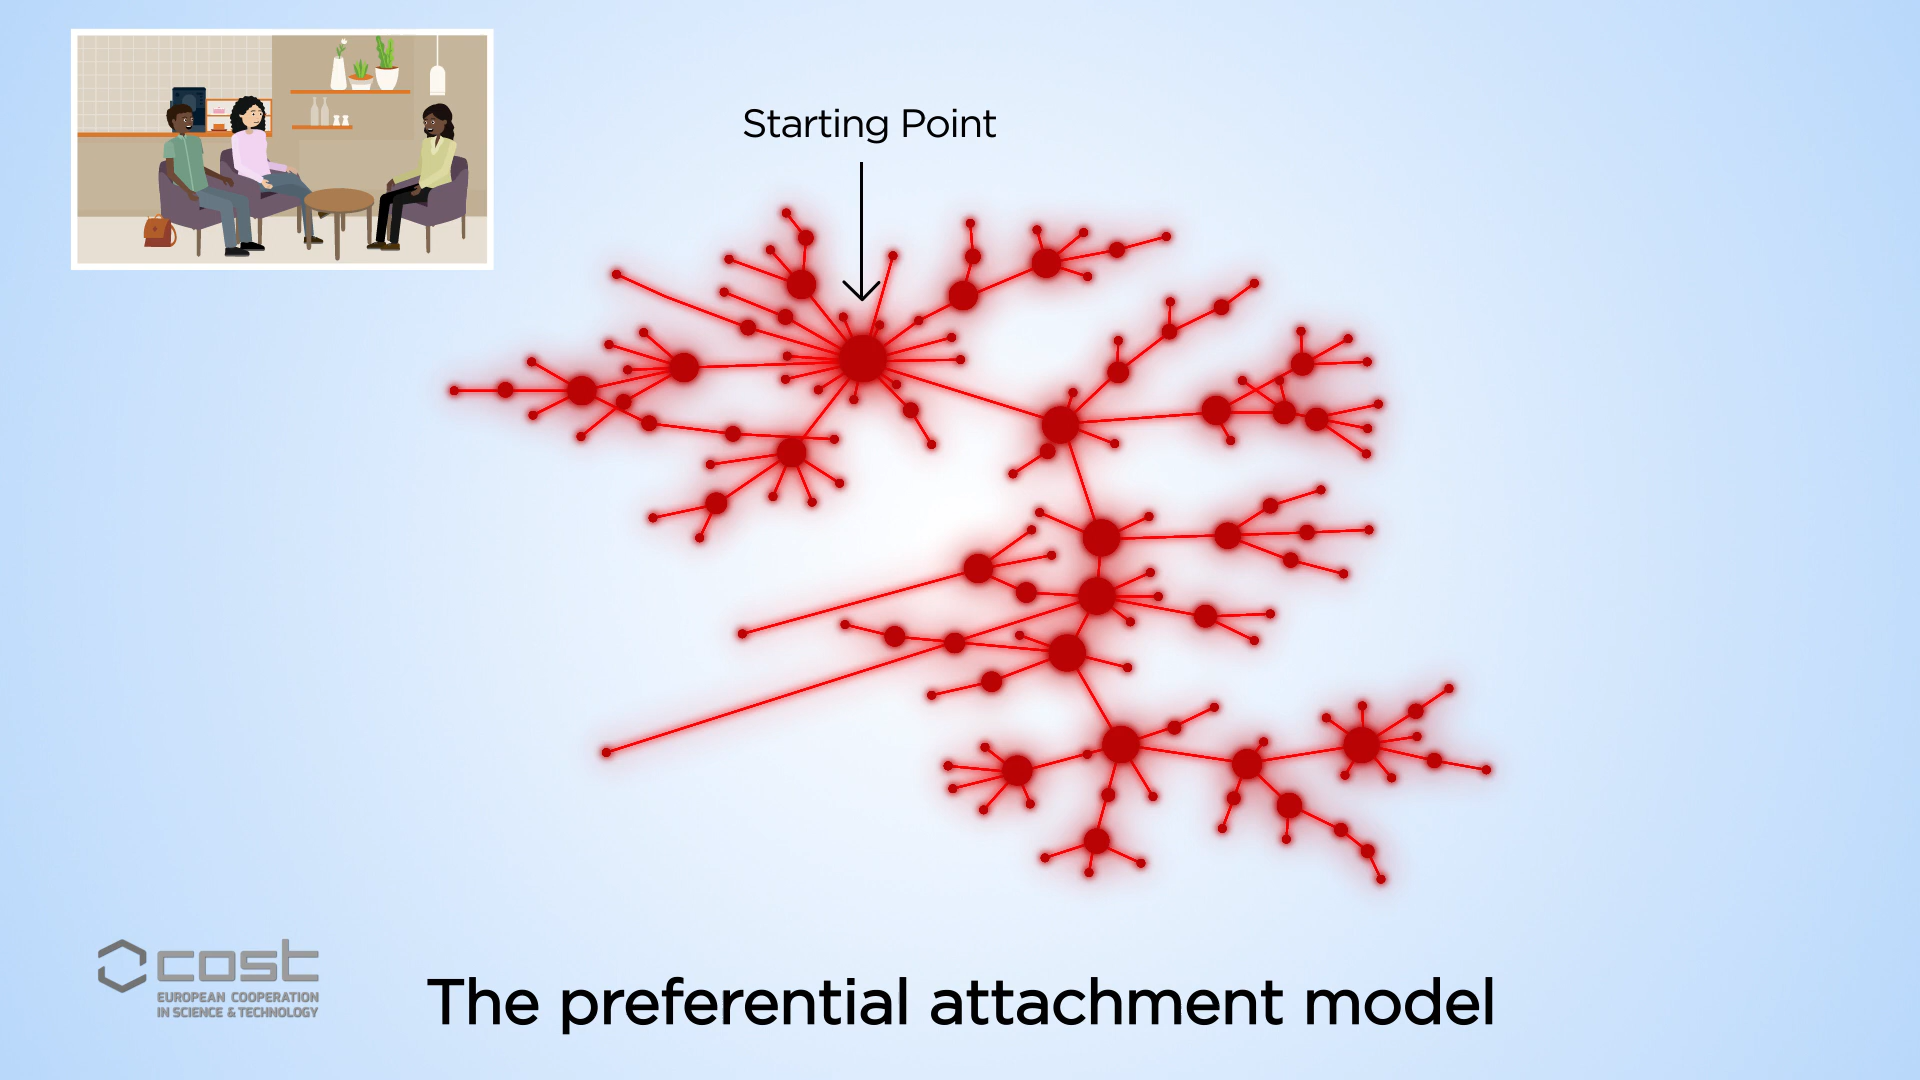 Starting Point
cost
EUROPEAN COOPERATION
IN SCIENCE & TECHNOLOGY
The preferential attachment model